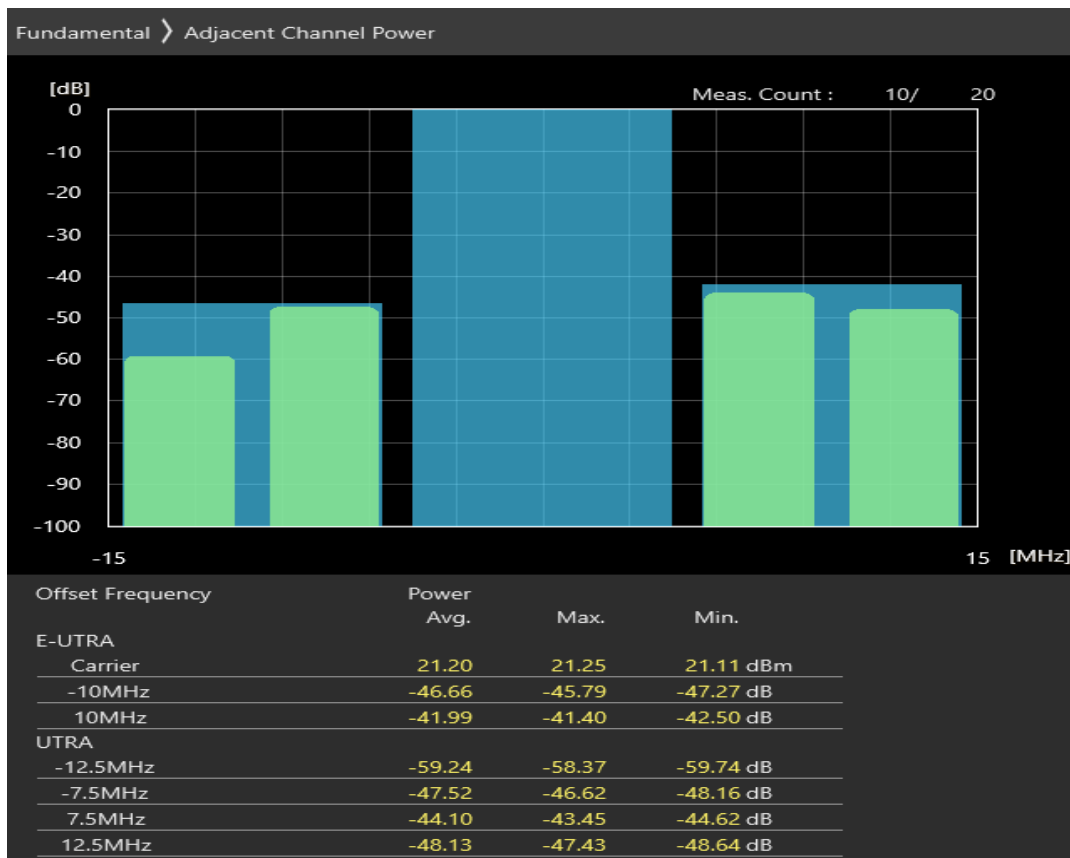 Fundamental 〉 Adjacent Channel Power
[dB]
Meas. Count : 10/ 20
0
-10
-20
-30
-40
-50
-60
-70
-80
-90
-100
-15 15 [MHz]
Offset Frequency Power
Avg. Max. Min.
E-UTRA
Carrier 21.20 21.25 21.11 dBm
-10MHz -46.66 -45.79 -47.27 dB
10MHz -41.99 -41.40 -42.50 dB
UTRA
-12.5MHz -59.24 -58.37 -59.74 dB
-7.5MHz -47.52 -46.62 -48.16 dB
7.5MHz -44.10 -43.45 -44.62 dB
12.5MHz -48.13 -47.43 -48.64 dB